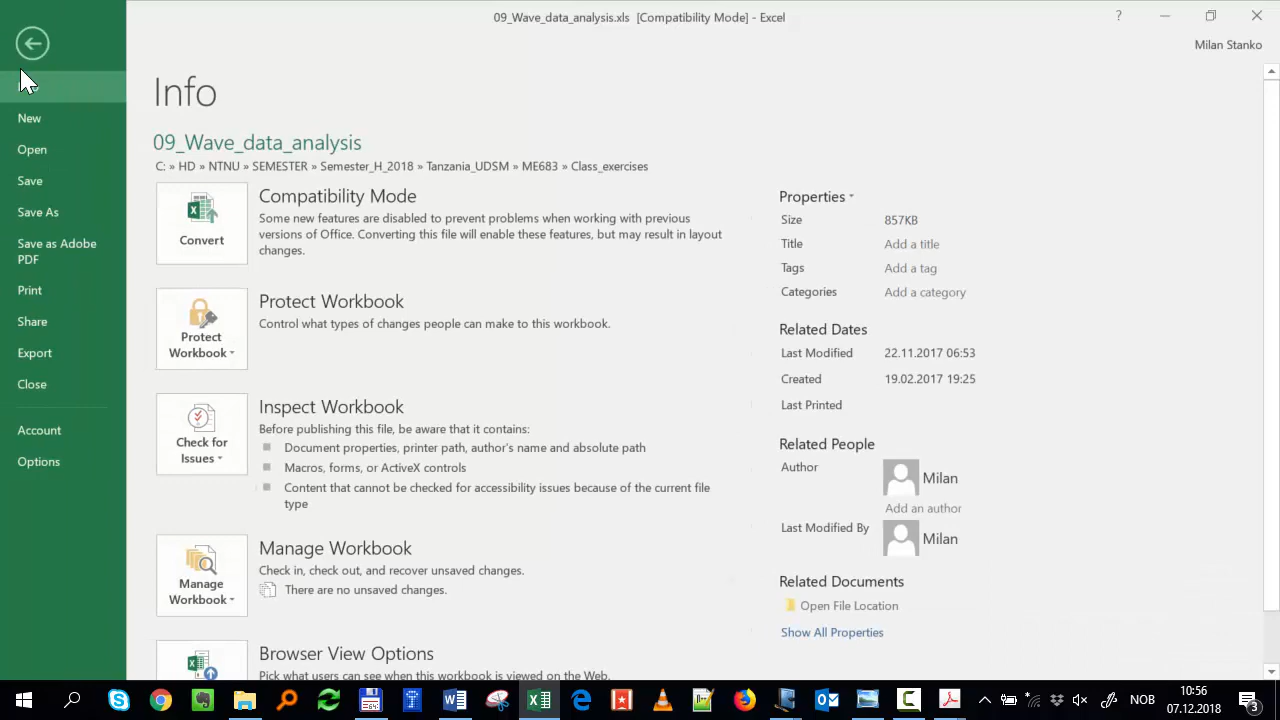 09_Wave_data_analysis.xls [Compatibility Mode] - Excel
?
Milan Stanko
New
Open
Save
Save As
Save as Adobe
PDF
Print
Share
Export
Close
Account
Options
Info
09_Wave_data_analysis
C: » HD » NTNU » SEMESTER » Semester_H_2018 » Tanzania_UDSM » ME683 » Class_exercises
Convert
Compatibility Mode
Some new features are disabled to prevent problems when working with previous
versions of Office. Converting this file will enable these features, but may result in layout
changes.
Protect
Workbook
Protect Workbook
Control what types of changes people can make to this workbook.
Check for
Issues
Inspect Workbook
Before publishing this file, be aware that it contains:
Document properties, printer path, author's name and absolute path
Macros, forms, or ActiveX controls
Content that cannot be checked for accessibility issues because of the current file
type
Manage
Workbook
Manage Workbook
Check in, check out, and recover unsaved changes.
There are no unsaved changes.
Browser View Options
Pick what users can see when this workbook is viewed on the Web.
Properties
Size 857KB
Title Add a title
Tags Add a tag
Categories Add a category
Related Dates
Last Modified 22.11.2017 06:53
Created 19.02.2017 19:25
Last Printed
Related People
Author Milan
Add an author
Last Modified By Milan
Related Documents
Open File Location
Show All Properties
NOB
10:56
07.12.2018
3